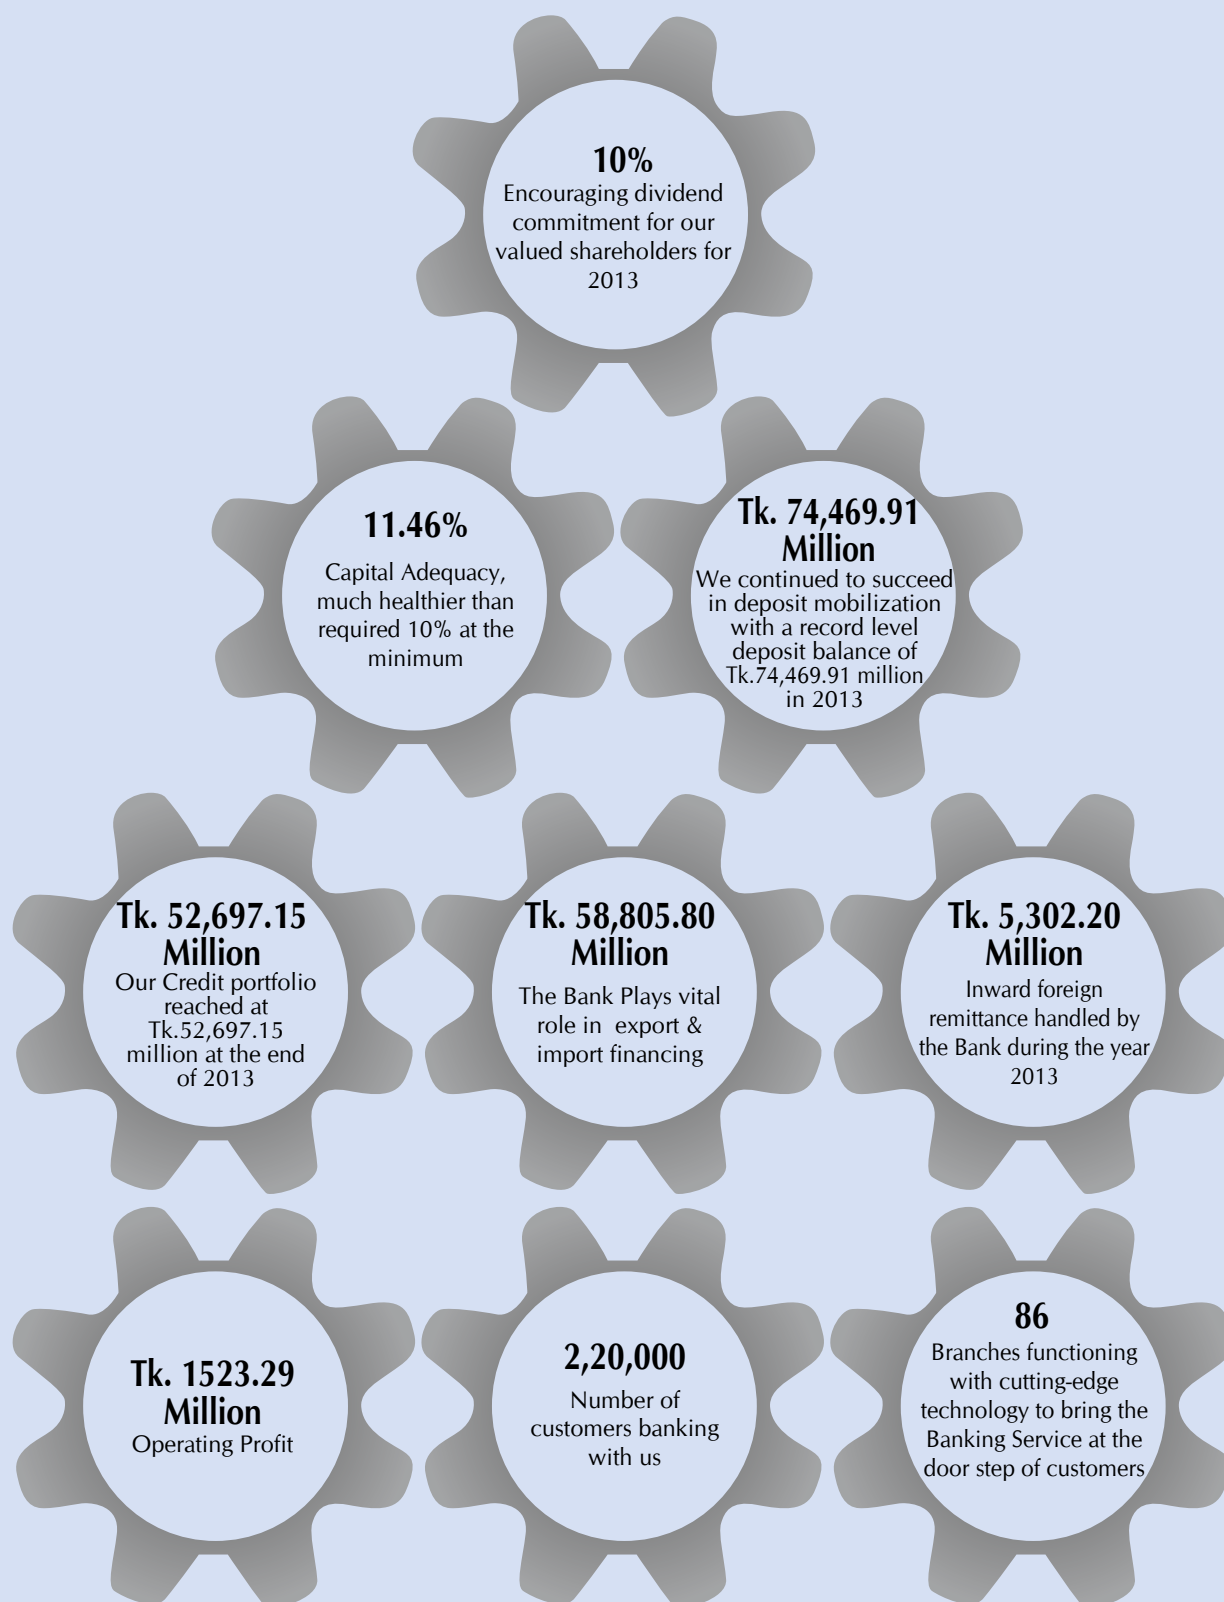 10%
Encouraging dividend
commitment for our
valued shareholders for
2013
11.46%
Capital Adequacy,
much healthier than
required 10% at the
minimum
Tk. 74,469.91
Million
We continued to succeed
in deposit mobilization
with a record level
deposit balance of
Tk.74,469.91 million
in 2013
Tk. 52,697.15
Million
Our Credit portfolio
reached at
Tk.52,697.15
million at the end
of 2013
Tk. 58,805.80
Million
The Bank Plays vital
role in export &
import financing
Tk. 5,302.20
Million
Inward foreign
remittance handled by
the Bank during the year
2013
Tk. 1523.29
Million
Operating Profit
2,20,000
Number of
customers banking
with us
86
Branches functioning
with cutting-edge
technology to bring the
Banking Service at the
door step of customers